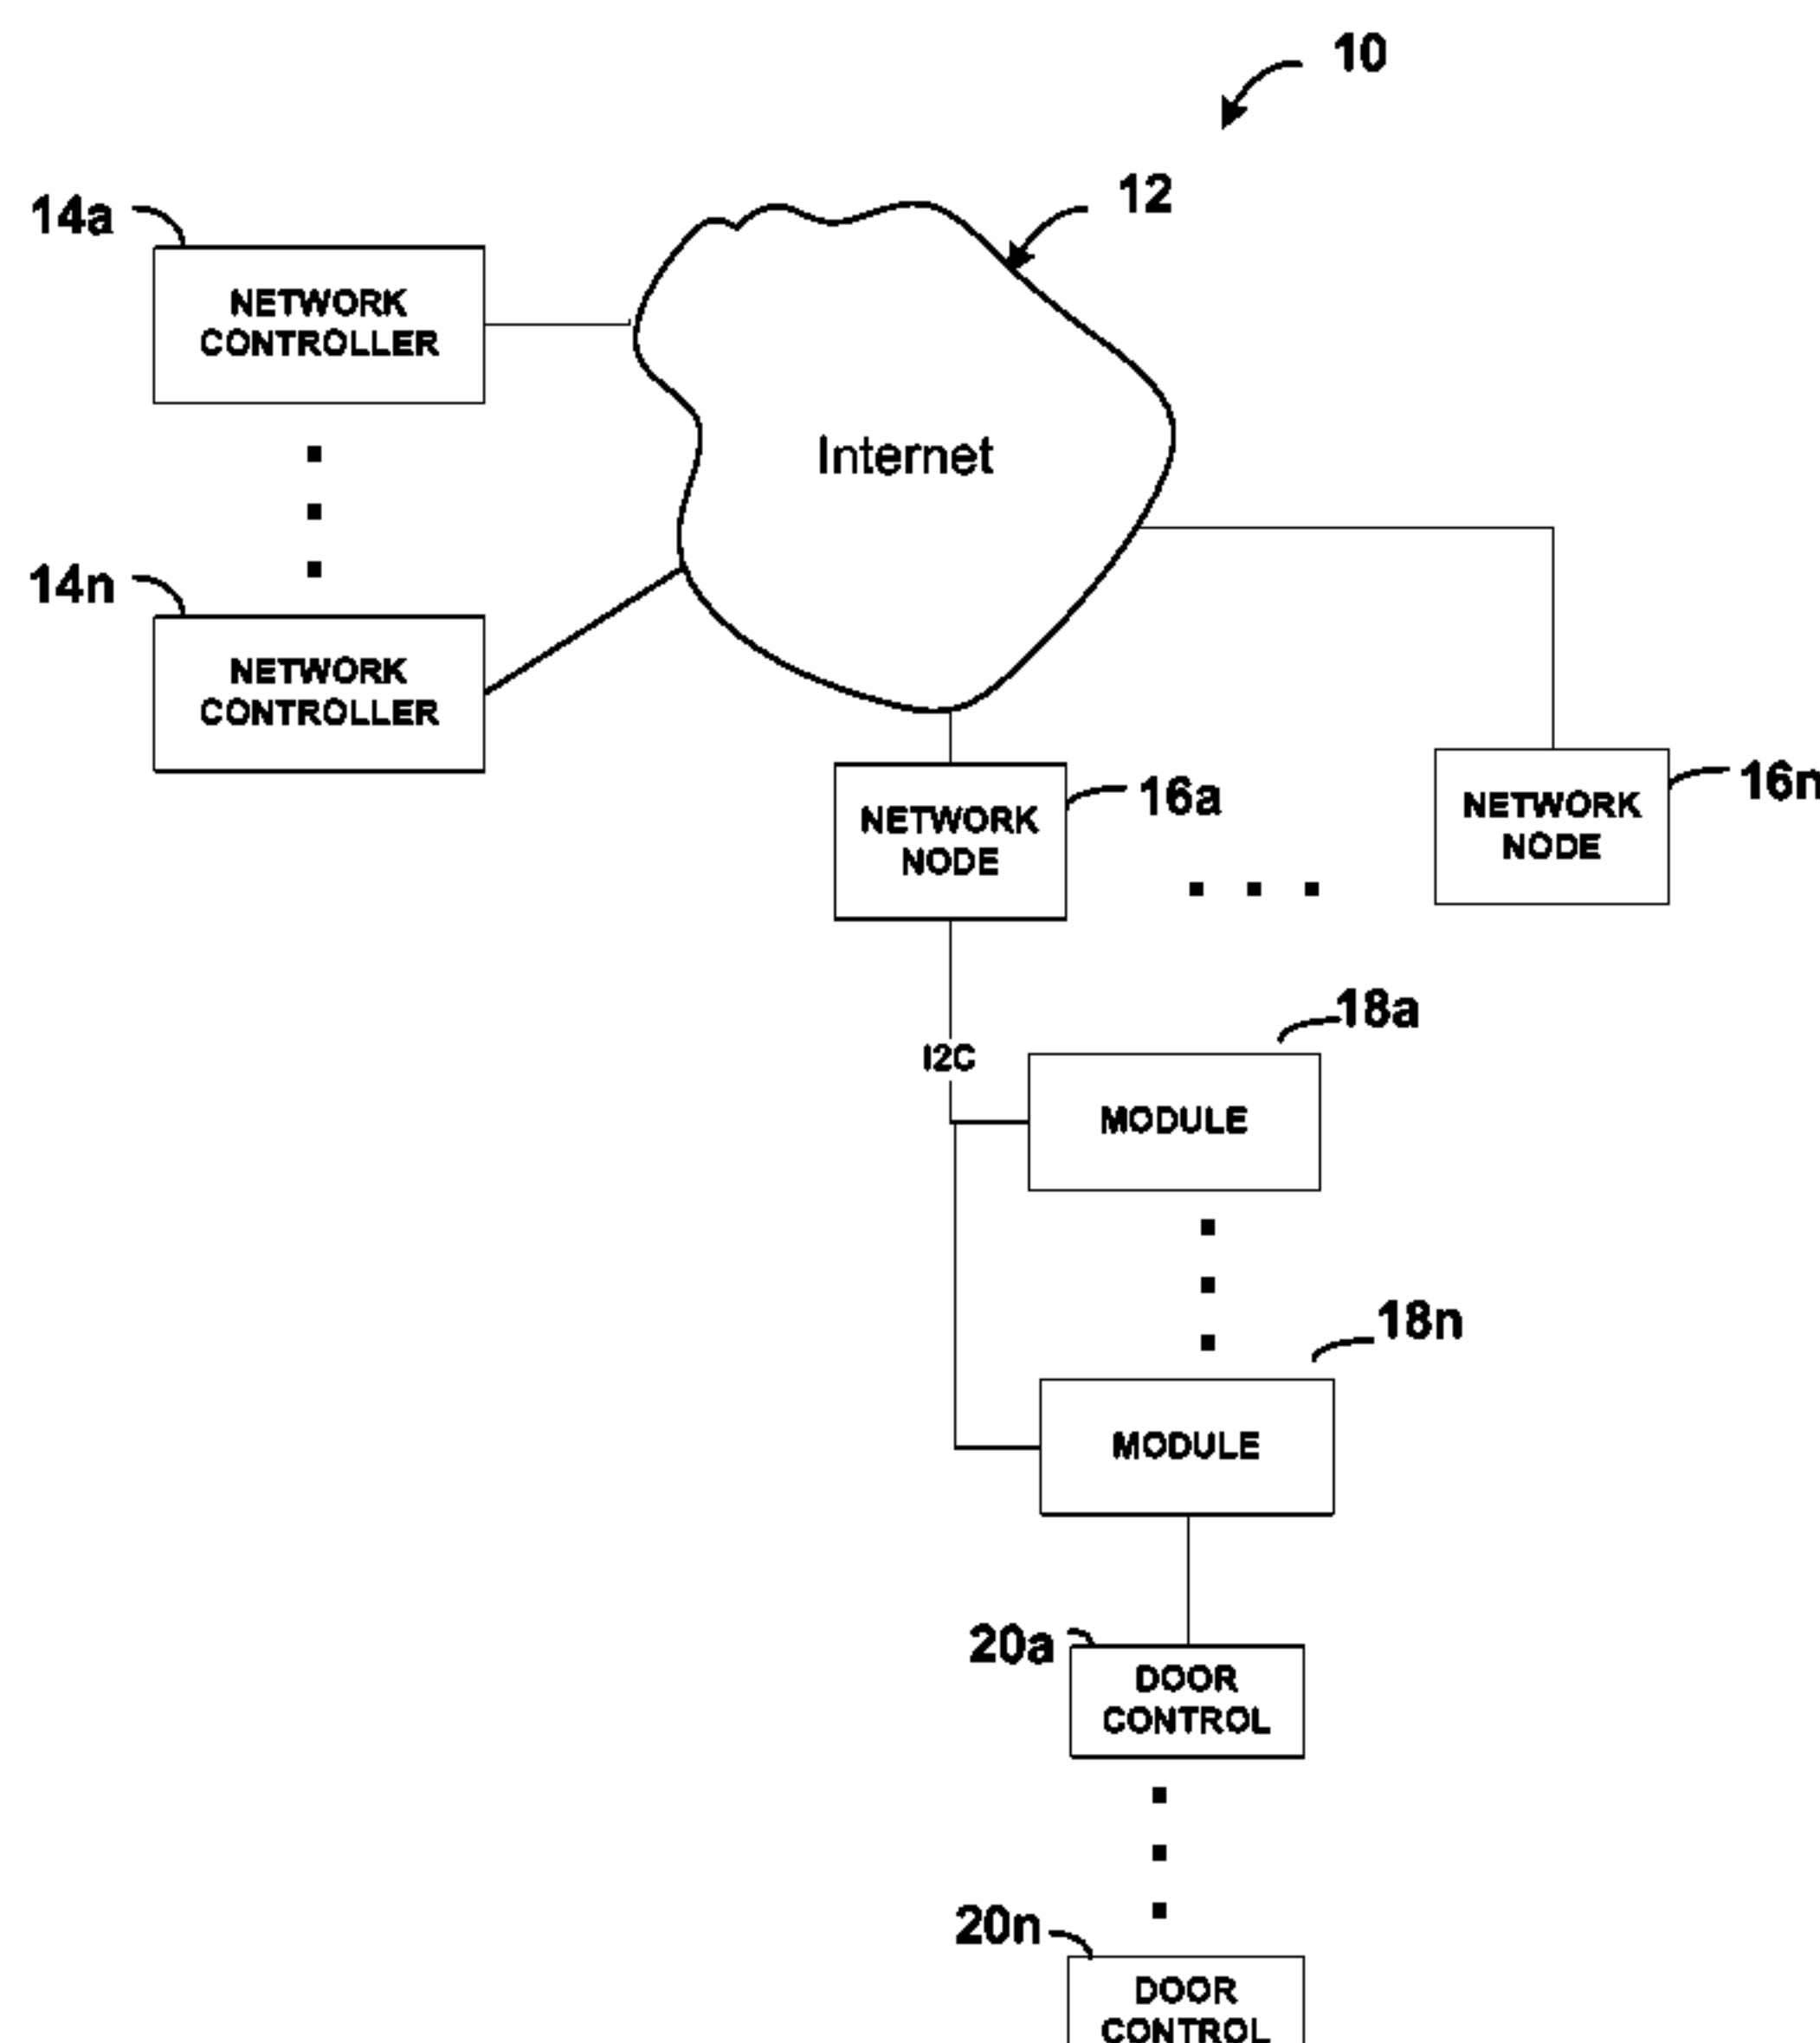 10
12
14a
NETWORK
CONTROLLER
Internet
14n
NETWORK
CONTROLLER
16a
NETWORK
NODE
16n
NETWORK
NODE
18a
I2C
MODULE
18n
MODULE
20a
DOOR
CONTROL
20n
DOOR
CONTROL